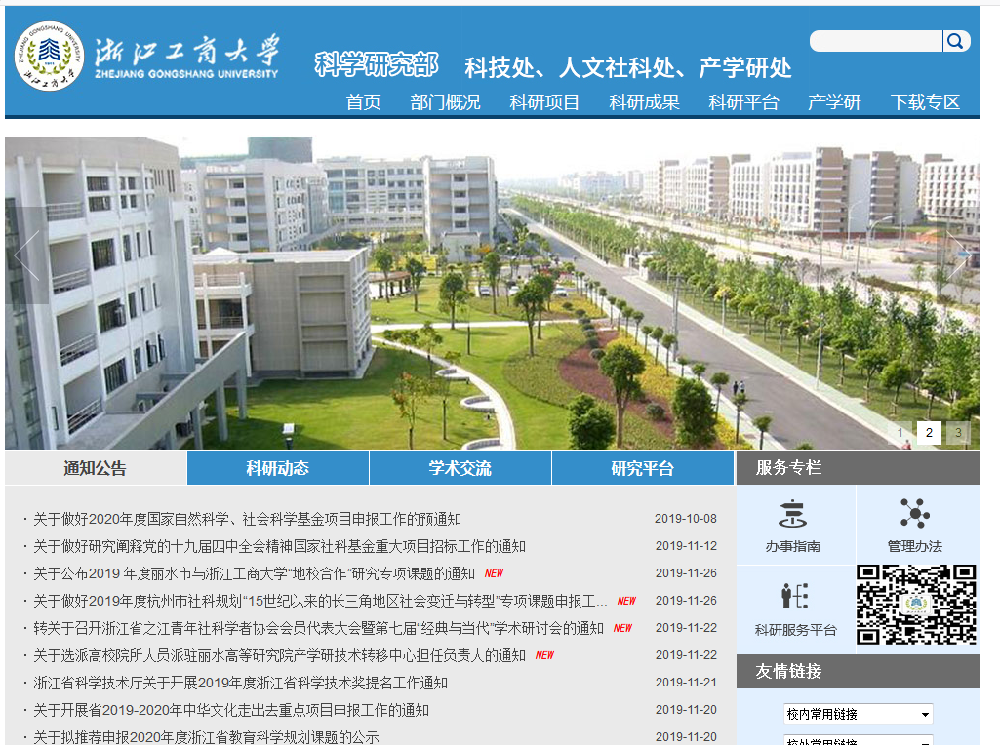 浙江工商大学
ZHEJIANG GONGSHANG UNIVERSITY
科学研究部 科技处、人文社科处、产学研处
首页 部门概况 科研项目 科研成果 科研平台 产学研 下载专区
1 2 3
通知公告 科研动态 学术交流 研究平台 服务专栏
· 关于做好2020年度国家自然科学、社会科学基金项目申报工作的预通知 2019-10-08
· 关于做好研究阐释党的十九届四中全会精神国家社科基金重大项目招标工作的通知 2019-11-12
· 关于公布2019 年度丽水市与浙江工商大学“地校合作”研究专项课题的通知 NEW 2019-11-26
· 关于做好2019年度杭州市社科规划“15世纪以来的长三角地区社会变迁与转型”专项课题申报工... NEW 2019-11-26
· 转关于召开浙江省之江青年社科学者协会会员代表大会暨第七届“经典与当代”学术研讨会的通知 NEW 2019-11-22
· 关于选派高校院所人员派驻丽水高等研究院产学研技术转移中心担任负责人的通知 NEW 2019-11-22
· 浙江省科学技术厅关于开展2019年度浙江省科学技术奖提名工作的通知 2019-11-21
· 关于开展省2019-2020年中华文化走出去重点项目申报工作的通知 2019-11-20
· 关于拟推荐申报2020年度浙江省教育科学规划课题的公示 2019-11-20
办事指南 管理办法
科研服务平台
友情链接
校内常用链接
校外常用链接